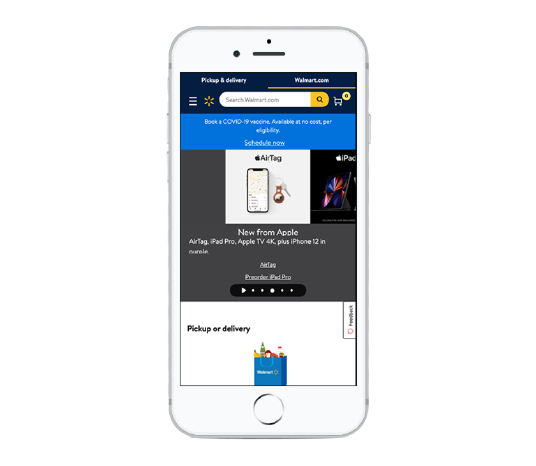 Pickup & delivery
Walmart.com
Search Walmart.com
0
Book a COVID-19 vaccine. Available at no cost, per
eligibility.
Schedule now
AirTag
iPad
New from Apple
AirTag, iPad Pro, Apple TV 4K, plus iPhone 12 in
purple.
AirTag
Preorder iPad Pro
Feedback
Pickup or delivery
Walmart